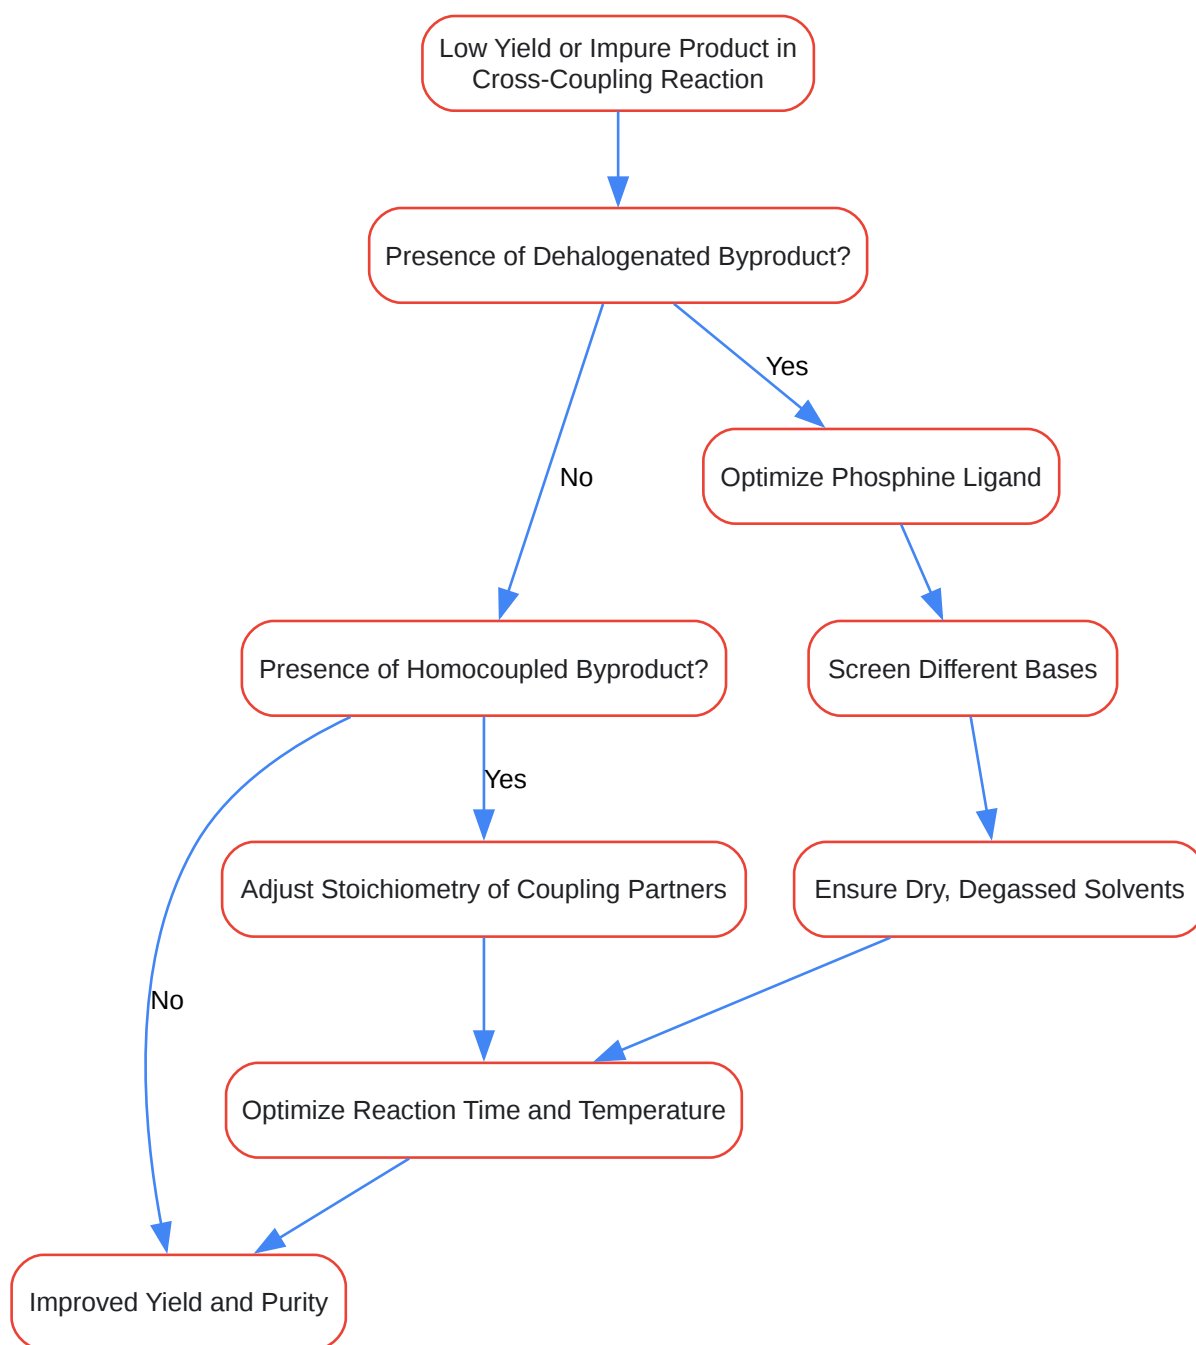 Low Yield or Impure Product in
Cross-Coupling Reaction
Presence of Dehalogenated Byproduct?
Yes
No
Optimize Phosphine Ligand
Presence of Homocoupled Byproduct?
Screen Different Bases
Yes
Adjust Stoichiometry of Coupling Partners
Ensure Dry, Degassed Solvents
No
Optimize Reaction Time and Temperature
Improved Yield and Purity